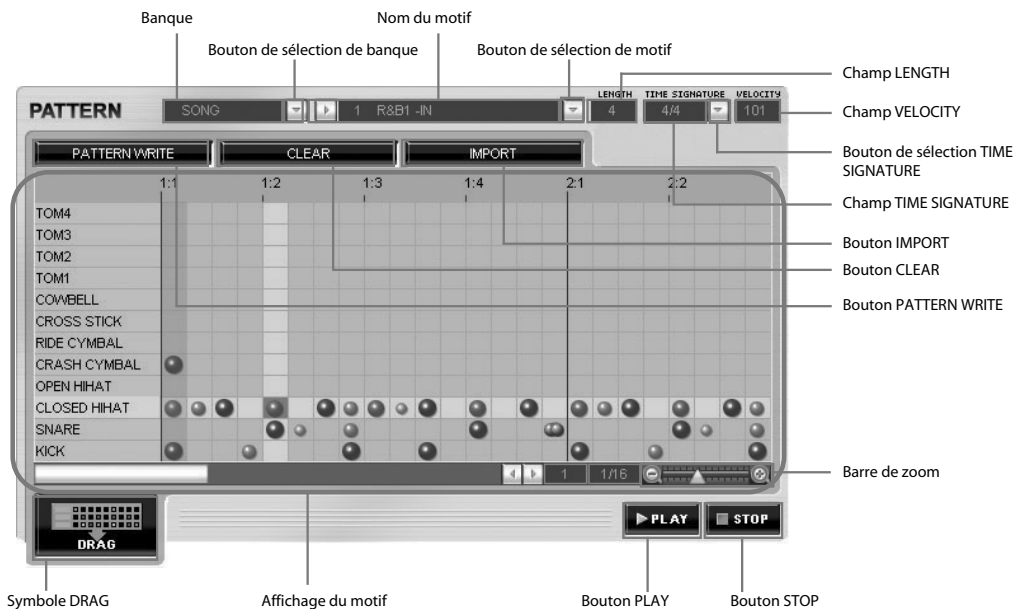 Banque
Nom du motif
Bouton de sélection de banque
Bouton de sélection de motif
Champ LENGTH
PATTERN
SONG
1 R&B1 -IN
LENGTH
4
TIME SIGNATURE
4/4
VELOCITY
101
Champ VELOCITY
PATTERN WRITE
CLEAR
IMPORT
Bouton de sélection TIME
SIGNATURE
1:1
1:2
1:3
1:4
2:1
2:2
Champ TIME SIGNATURE
TOM4
TOM3
TOM2
TOM1
COWBELL
CROSS STICK
RIDE CYMBAL
CRASH CYMBAL
OPEN HIHAT
CLOSED HIHAT
SNARE
KICK
Bouton IMPORT
Bouton CLEAR
Bouton PATTERN WRITE
1
1/16
Barre de zoom
DRAG
PLAY
STOP
Symbole DRAG
Affichage du motif
Bouton PLAY
Bouton STOP